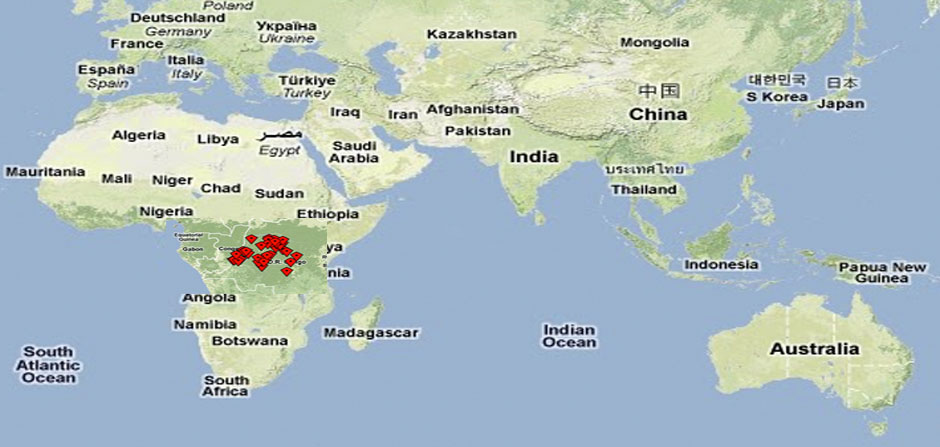 Poland
Deutschland
Germany
Україна
Ukraine
France
Kazakhstan
Mongolia
España
Spain
Italia
Italy
Türkiye
Turkey
中国
China
대한민국
S Korea
日本
Japan
Iraq
Iran
Afghanistan
Pakistan
Algeria
Libya
مصر
Egypt
Saudi
Arabia
India
ประเทศไทย
Thailand
Mauritania
Mali
Niger
Chad
Sudan
Nigeria
Ethiopia
Equatorial
Guinea
Gabon
ya
nia
Indonesia
Papua New
Guinea
Angola
Namibia
Botswana
Madagascar
South
Africa
South
Atlantic
Ocean
Indian
Ocean
Australia